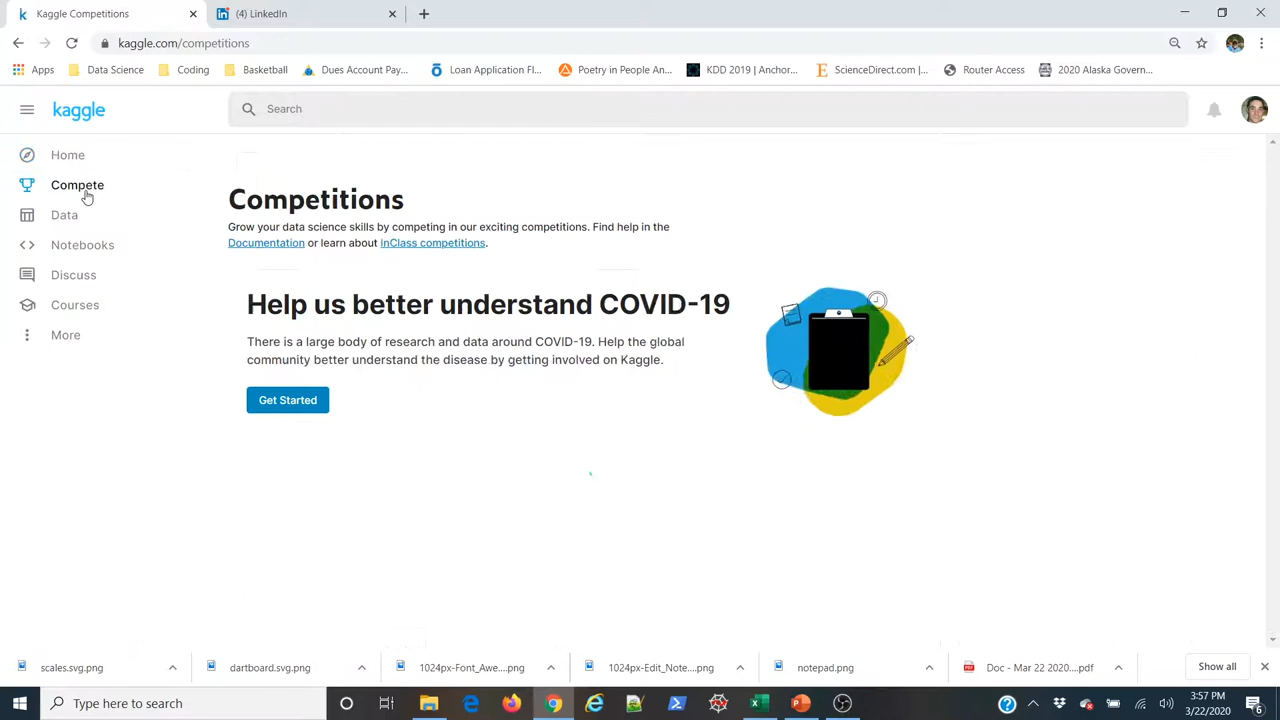 Kaggle Competitions
(4) LinkedIn
kaggle.com/competitions
Apps
Data Science
Coding
Basketball
Dues Account Pay...
Loan Application Fl...
Poetry in People An...
KDD 2019 | Anchor...
ScienceDirect.com |...
Router Access
2020 Alaska Govern...
kaggle
Search
Home
Compete
Data
Notebooks
Discuss
Courses
More
Competitions
Grow your data science skills by competing in our exciting competitions. Find help in the
Documentation or learn about InClass competitions.
Help us better understand COVID-19
There is a large body of research and data around COVID-19. Help the global
community better understand the disease by getting involved on Kaggle.
Get Started
scales.svg.png
dartboard.svg.png
1024px-Font_Awe....png
1024px-Edit_Note....png
notepad.png
Doc - Mar 22 2020....pdf
Show all
Type here to search
3:57 PM
3/22/2020
6